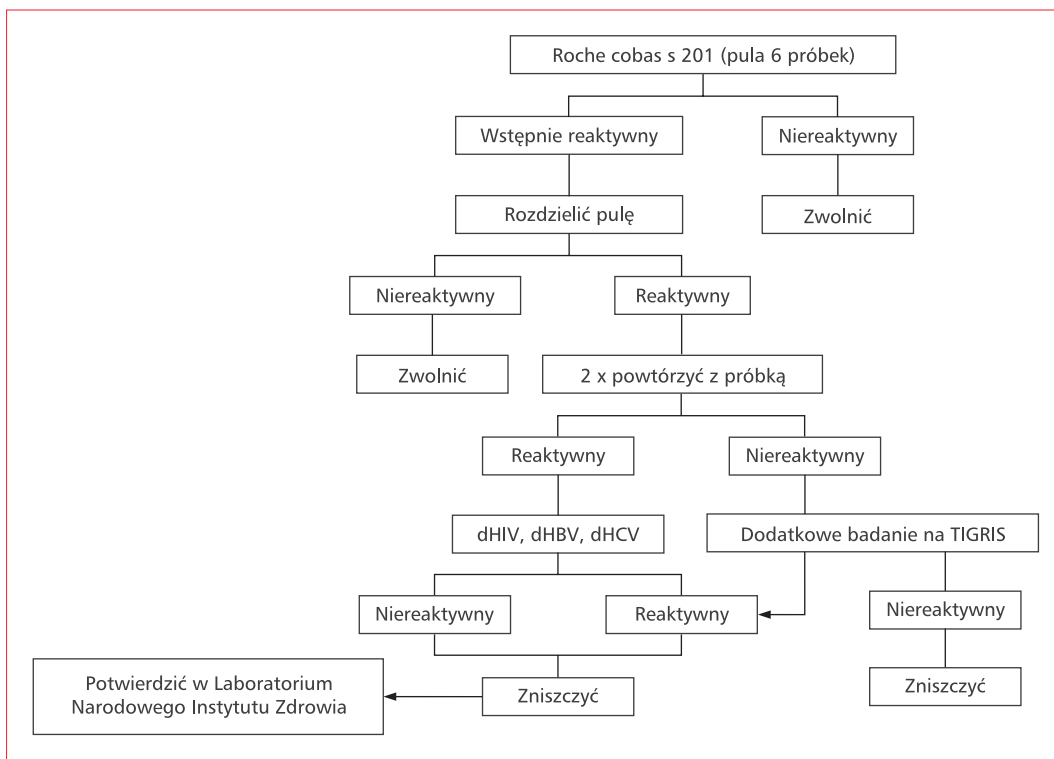 Roche cobas s 201 (pula 6 próbek)
Wstępnie reaktywny
Niereaktywny
Rozdzielić pulę
Zwolnić
Niereaktywny
Reaktywny
Zwolnić
2 x powtórzyć z próbką
Reaktywny
Niereaktywny
dHIV, dHBV, dHCV
Dodatkowe badanie na TIGRIS
Niereaktywny
Reaktywny
Niereaktywny
Potwierdzić w Laboratorium
Narodowego Instytutu Zdrowia
Zniszczyć
Zniszczyć